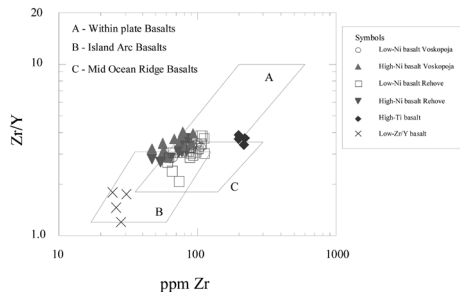 20
10
1.0
Zr/Y
A - Within plate Basalts
B - Island Arc Basalts
C - Mid Ocean Ridge Basalts
A
B
C
10
100
1000
ppm Zr
Symbols
Low-Ni basalt Voskopoja
High-Ni basalt Voskopoja
Low-Ni basalt Rehove
High-Ni basalt Rehove
High-Ti basalt
Low-Zr/Y basalt